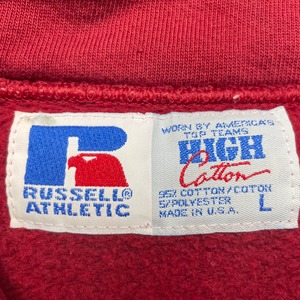 RUSSELL®
ATHLETIC
WORN BY AMERICA'S
TOP TEAMS
HIGH
Cotton
95% COTTON/COTON
5/POLYESTER
MADE IN U.S.A.
L